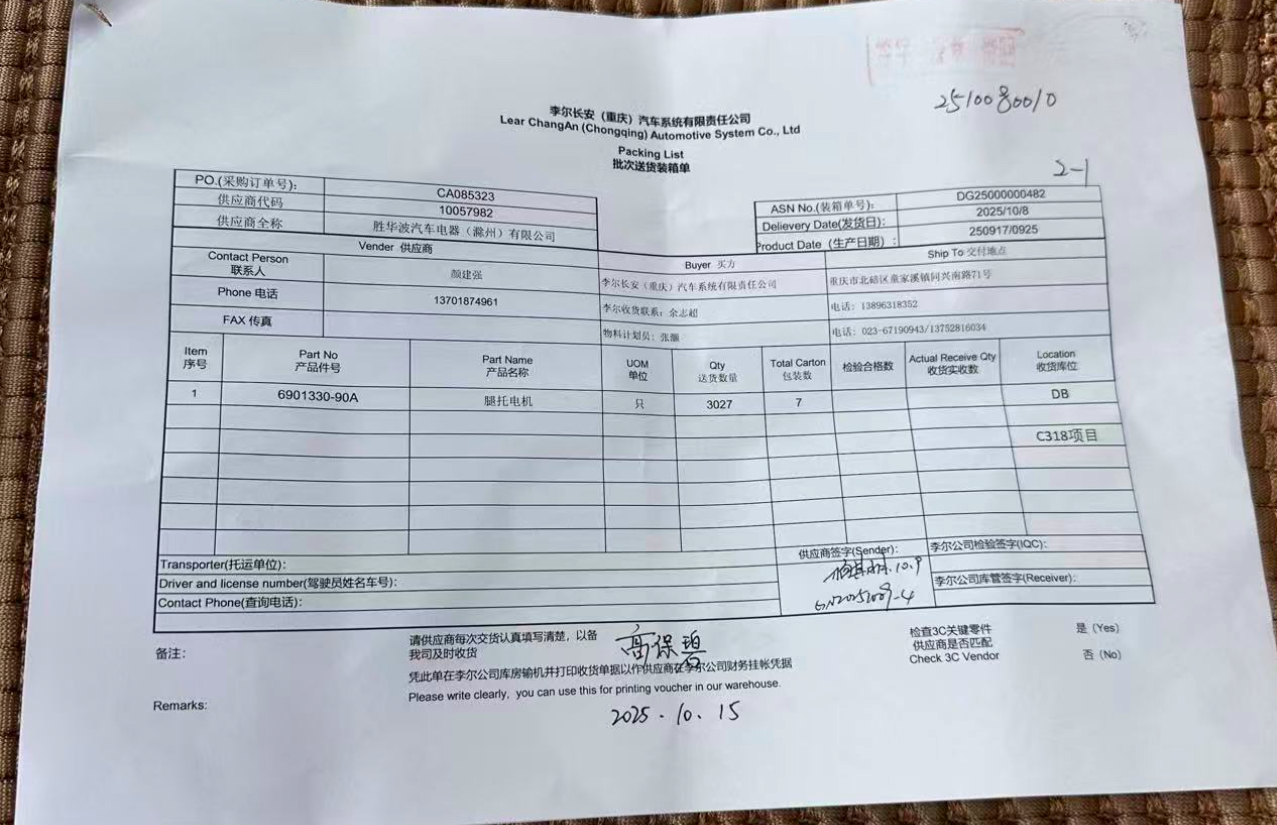 2510080010
李尔长安（重庆）汽车系统有限责任公司
Lear ChangAn (Chongqing) Automotive System Co., Ltd
Packing List
批次送货装箱单
2-1
PO.(采购订单号): CA085323
供应商代码 10057982
供应商全称 胜华波汽车电器（滁州）有限公司
ASN No.(装箱单号): DG25000000482
Delievery Date(发货日): 2025/10/8
Product Date（生产日期）: 250917/0925
Vender 供应商 Buyer 买方 Ship To 交付地点
Contact Person 联系人 颜建强 李尔长安（重庆）汽车系统有限责任公司 重庆市北碚区童家溪镇同兴南路71号
Phone 电话 13701874961 李尔收货联系: 余志超 电话: 13896318352
FAX 传真 物料计划员: 张 电话: 023-67190943/13752816034
Item Part No Part Name UOM Qty Total Carton 检验合格数 Actual Receive Qty Location
序号 产品件号 产品名称 单位 送货数量 包装数 收货实收数 收货库位
1 6901330-90A 腿托电机 只 3027 7 DB
C318项目
Transporter(托运单位): 供应商签字(Sender): 李尔公司检验签字(IQC):
Driver and license number(驾驶员姓名车号): 10.9 李尔公司库管签字(Receiver):
Contact Phone(查询电话):
备注:
请供应商每次交货认真填写清楚，以备
我司及时收货
高保碧
凭此单在李尔公司库房输机并打印收货单据以作供应商在李尔公司财务挂帐凭据
Please write clearly, you can use this for printing voucher in our warehouse.
检查3C关键零件 是（Yes）
供应商是否匹配
Check 3C Vendor 否（No）
Remarks:
2025.10.15